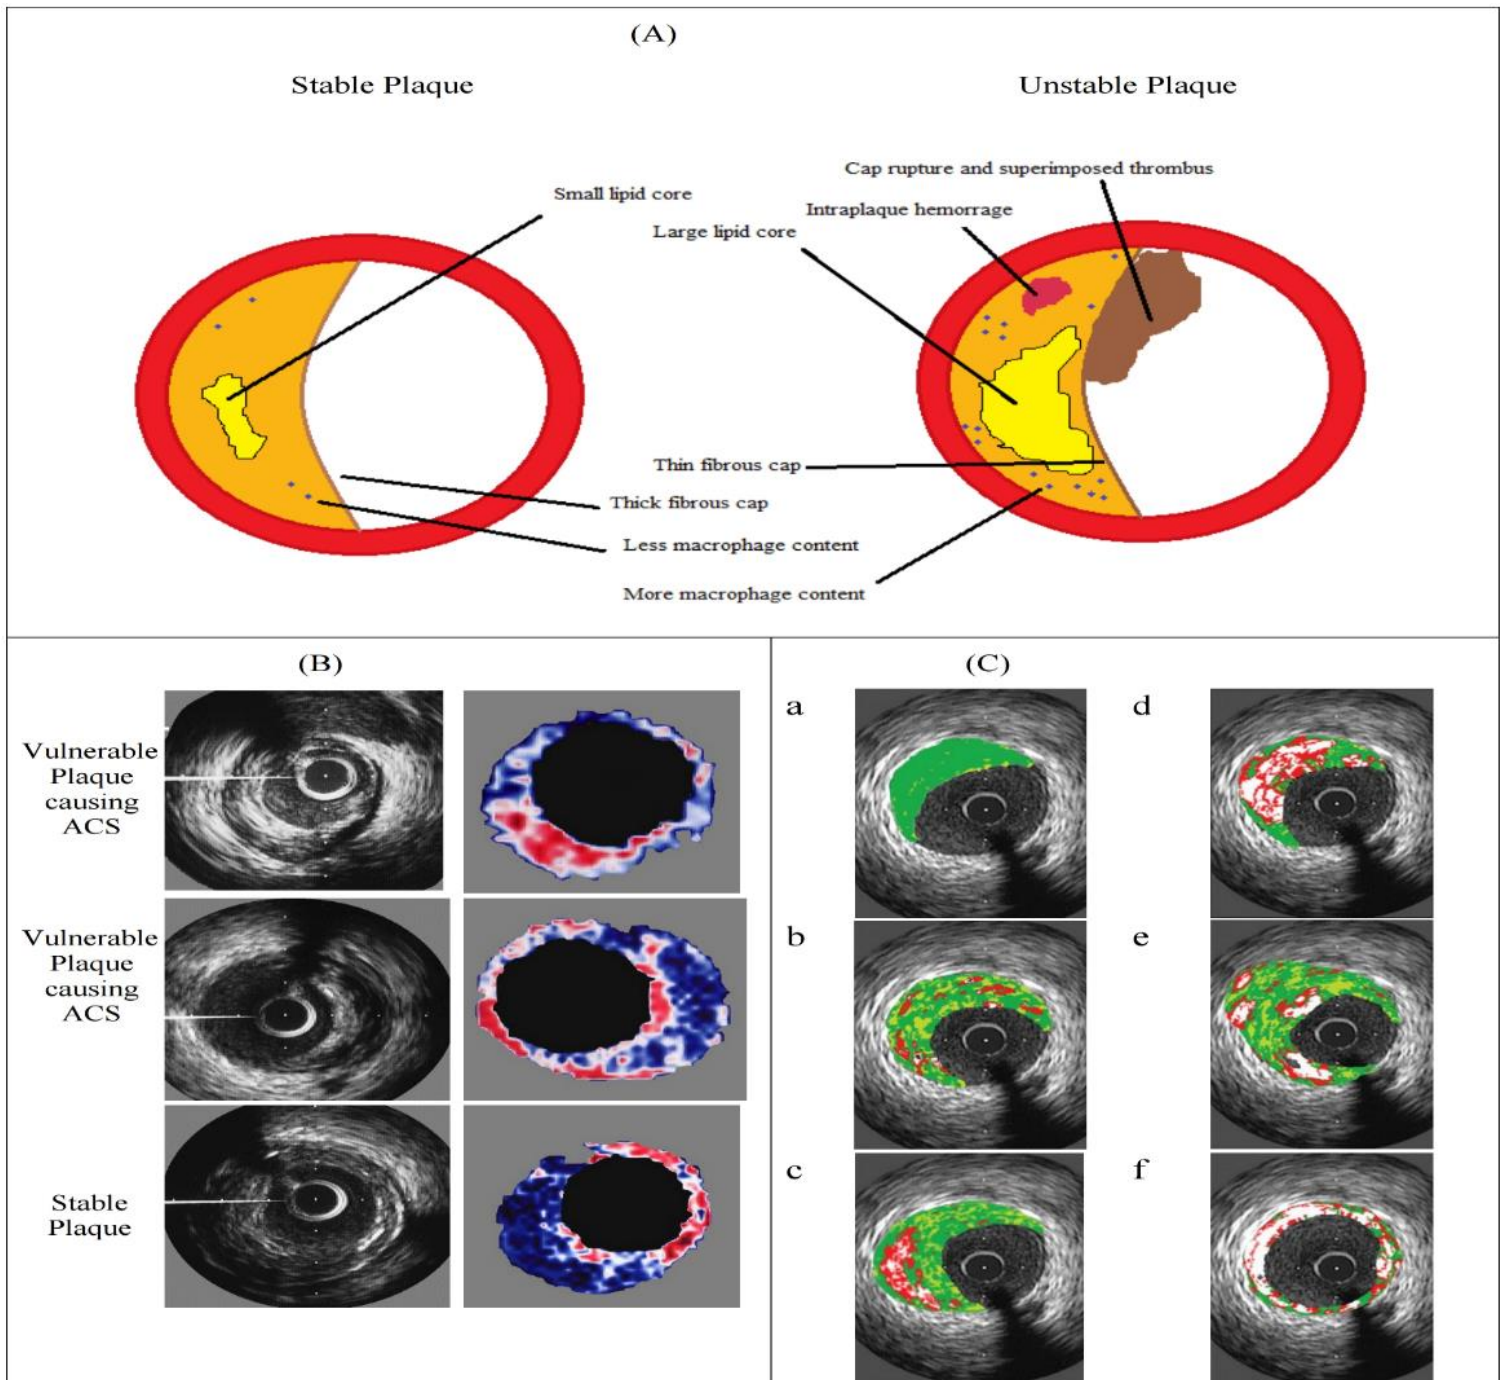 (A)
Stable Plaque
Unstable Plaque
Cap rupture and superimposed thrombus
Small lipid core
Intraplaque hemorrage
Large lipid core
Thin fibrous cap
Thick fibrous cap
Less macrophage content
More macrophage content
(B)
Vulnerable
Plaque
causing
ACS
Vulnerable
Plaque
causing
ACS
Stable
Plaque
(C)
a
d
b
e
c
f